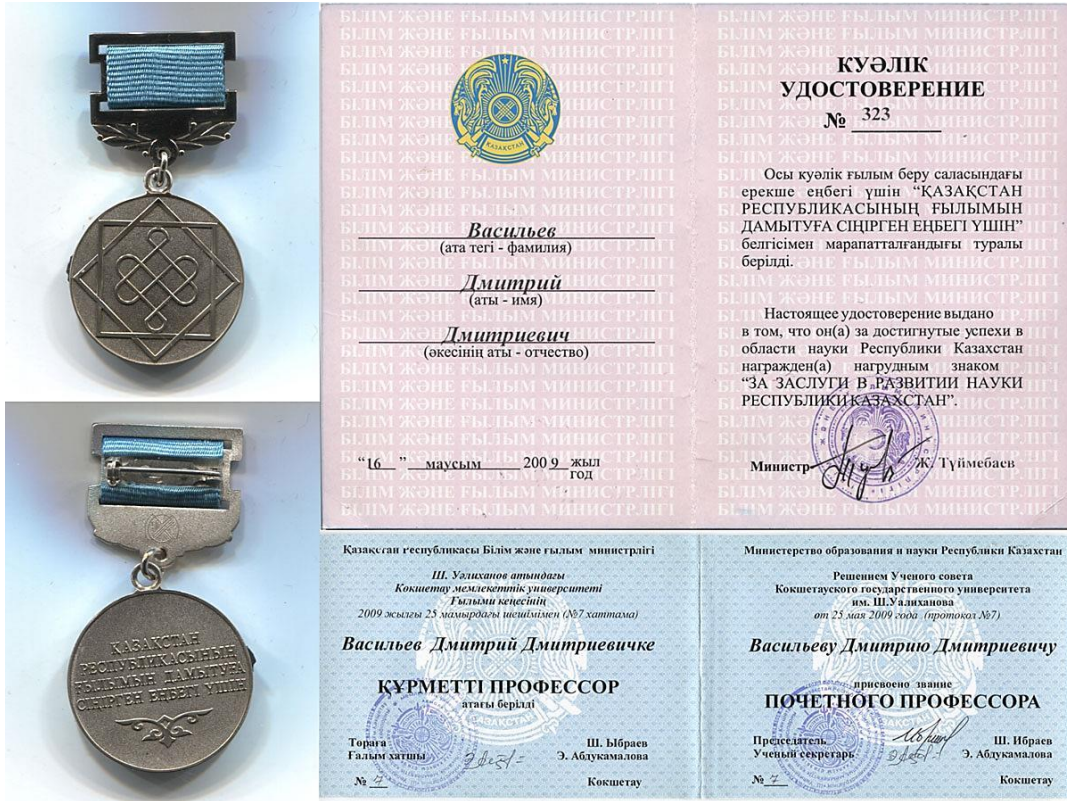 ҚАЗАҚСТАН
РЕСПУБЛИКАСЫНЫҢ
ҒЫЛЫМЫН ДАМЫТУҒА
СІҢІРГЕН ЕҢБЕГІ ҮШІН
ҚАЗАҚСТАН
Васильев
(ата тегі - фамилия)
Дмитрий
(аты - имя)
Дмитриевич
(әкесінің аты - отчество)
“16” маусым 2009 жыл
год
КУӘЛІК
УДОСТОВЕРЕНИЕ
№ 323
Осы куәлік ғылым беру саласындағы
ерекше еңбегі үшін “ҚАЗАҚСТАН
РЕСПУБЛИКАСЫНЫҢ ҒЫЛЫМЫН
ДАМЫТУҒА СІҢІРГЕН ЕҢБЕГІ ҮШІН”
белгісімен марапатталғандығы туралы
берілді.
Настоящее удостоверение выдано
в том, что он(а) за достигнутые успехи в
области науки Республики Казахстан
награжден(а) нагрудным знаком
“ЗА ЗАСЛУГИ В РАЗВИТИИ НАУКИ
РЕСПУБЛИКИ КАЗАХСТАН”.
Министр Ж. Түймебаев
Қазақстан Республикасы Білім және ғылым министрлігі
Ш. Уәлиханов атындағы
Көкшетау мемлекеттік университеті
Ғылыми кеңесінің
2009 жылғы 25 мамырдағы шешімімен (№7 хаттама)
Васильев Дмитрий Дмитриевичке
ҚҰРМЕТТІ ПРОФЕССОР
атағы берілді
Төраға Ш. Ыбраев
Ғалым хатшы Э. Абдукамалова
№ 7 Көкшетау
Министерство образования и науки Республики Казахстан
Решением Ученого совета
Кокшетауского государственного университета
им. Ш.Уалиханова
от 25 мая 2009 года (протокол №7)
Васильеву Дмитрию Дмитриевичу
присвоено звание
ПОЧЕТНОГО ПРОФЕССОРА
Председатель Ш. Ибраев
Ученый секретарь Э. Абдукамалова
№ 7 Кокшетау